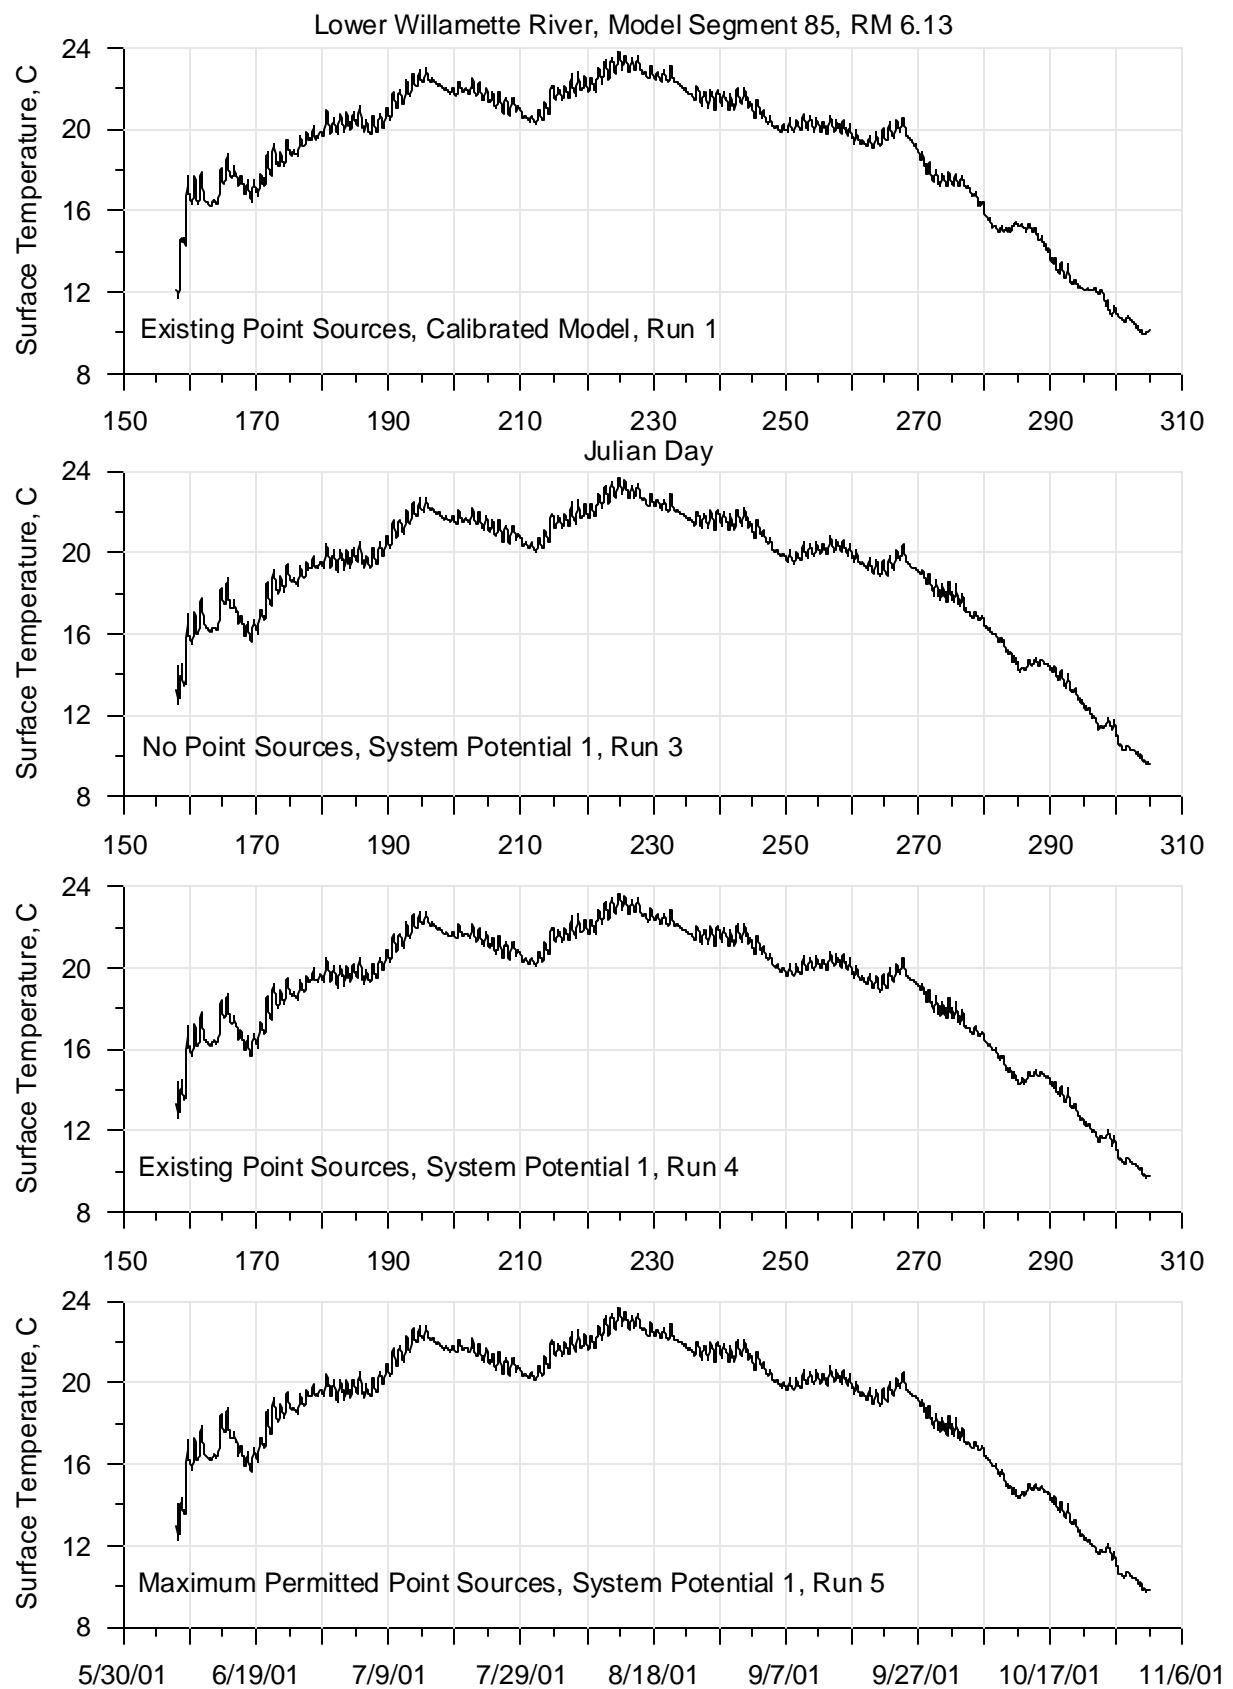 Lower Willamette River, Model Segment 85, RM 6.13
Surface Temperature, C
24
20
16
12
8
Existing Point Sources, Calibrated Model, Run 1
150 170 190 210 230 250 270 290 310
Julian Day
Surface Temperature, C
24
20
16
12
8
No Point Sources, System Potential 1, Run 3
150 170 190 210 230 250 270 290 310
Surface Temperature, C
24
20
16
12
8
Existing Point Sources, System Potential 1, Run 4
150 170 190 210 230 250 270 290 310
Surface Temperature, C
24
20
16
12
8
Maximum Permitted Point Sources, System Potential 1, Run 5
5/30/01 6/19/01 7/9/01 7/29/01 8/18/01 9/7/01 9/27/01 10/17/01 11/6/01